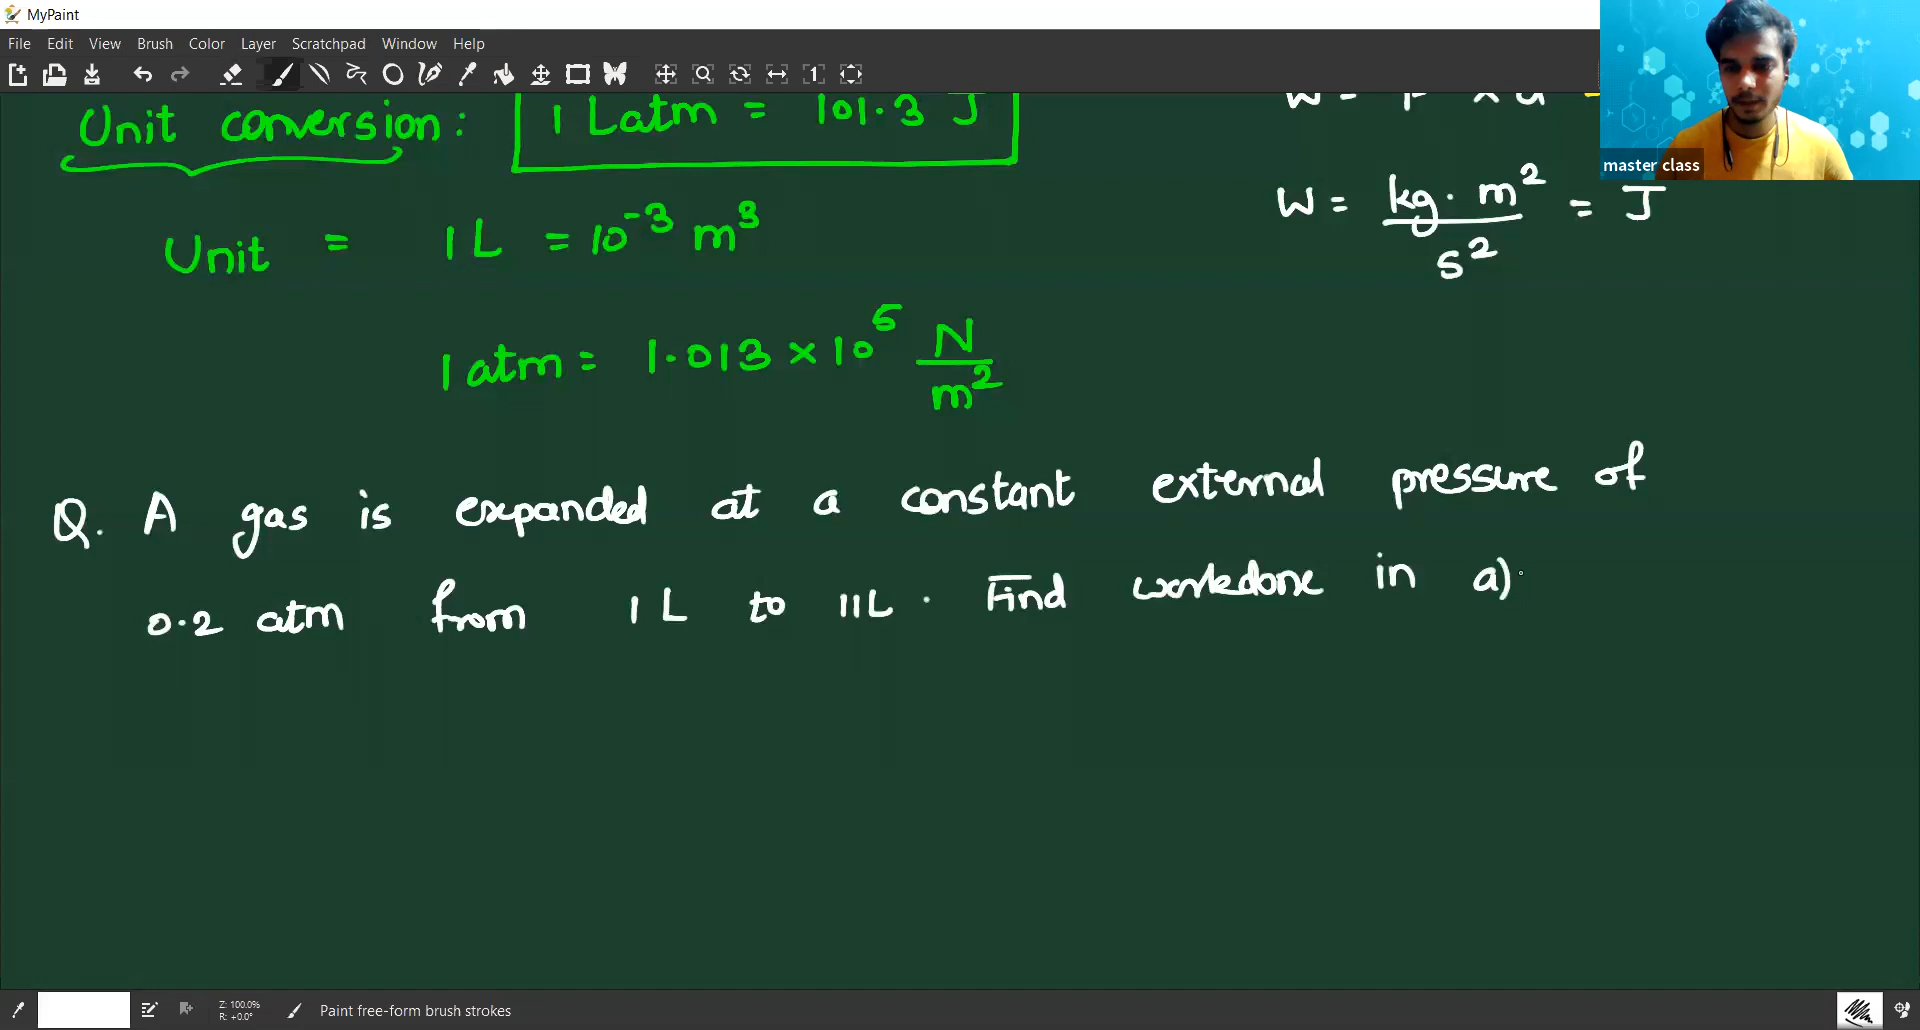 MyPaint
File Edit View Brush Color Layer Scratchpad Window Help
master class
Unit conversion: 1 Latm = 101.3 J
W = kg. m² / s² = J
Unit = 1 L = 10⁻³ m³
1 atm = 1.013 × 10⁵ N / m²
Q. A gas is expanded at a constant external pressure of
0.2 atm from 1 L to 11L. Find workdone in a)
Z: 100.0%
R: +0.0°
Paint free-form brush strokes